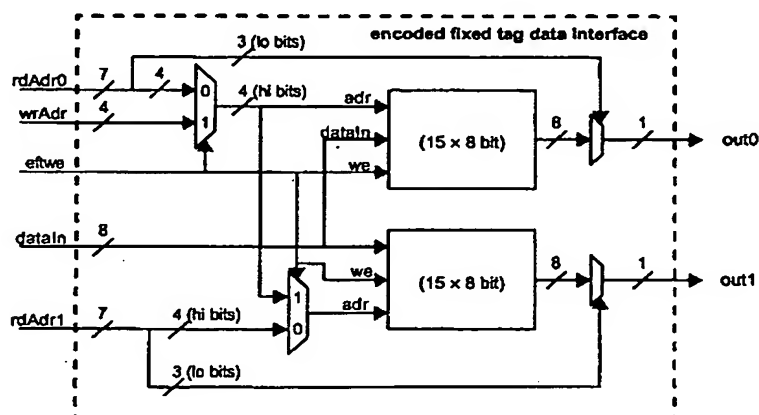 encoded fixed tag data interface
3 (lo bits)
rdAdr0
7
4
0
4 (hi bits)
adr
wrAdr
4
1
dataIn
(15 × 8 bit)
8
1
out0
eftwe
we
dataIn
8
we
(15 × 8 bit)
8
1
out1
1
adr
rdAdr1
7
4 (hi bits)
0
3 (lo bits)